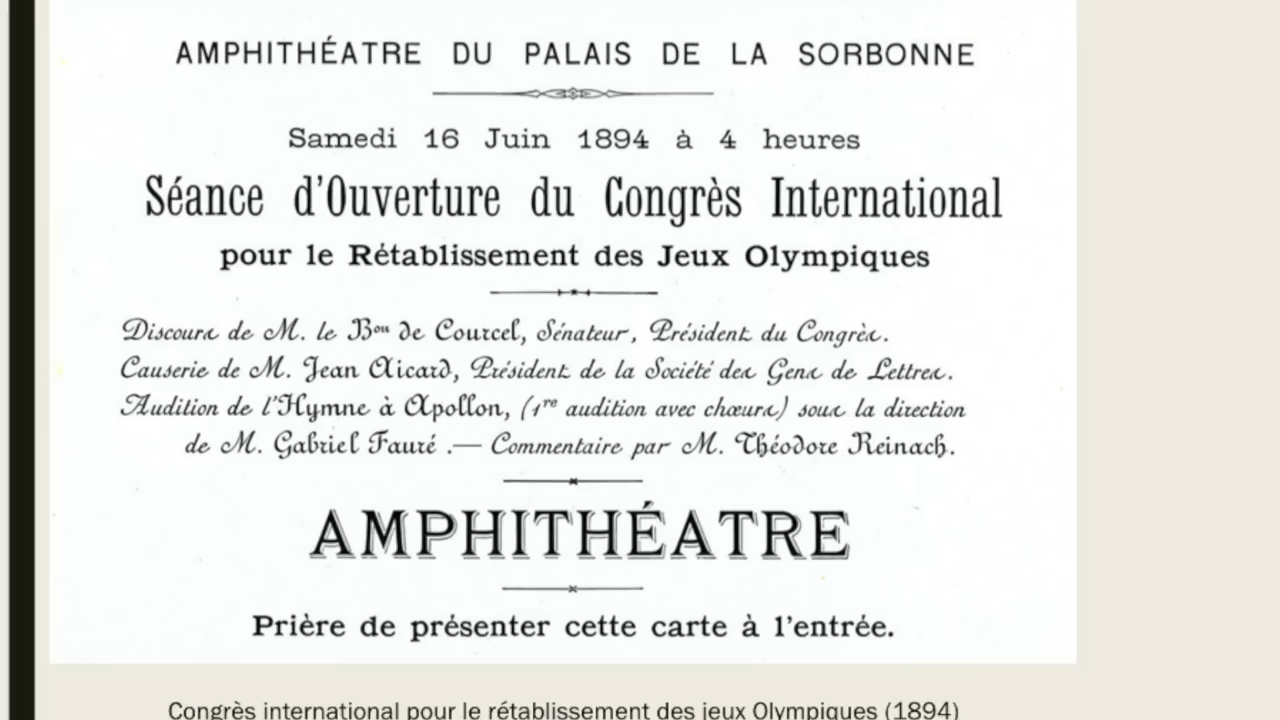 AMPHITHÉATRE DU PALAIS DE LA SORBONNE
Samedi 16 Juin 1894 à 4 heures
Séance d'Ouverture du Congrès International
pour le Rétablissement des Jeux Olympiques
Discours de M. le Bon de Courcel, Sénateur, Président du Congrès.
Causerie de M. Jean Aicard, Président de la Société des Gens de Lettres.
Audition de l'Hymne à Apollon, (1re audition avec chœurs) sous la direction
de M. Gabriel Fauré .— Commentaire par M. Théodore Reinach.
AMPHITHÉATRE
Prière de présenter cette carte à l'entrée.
Congrès international pour le rétablissement des jeux Olympiques (1894)